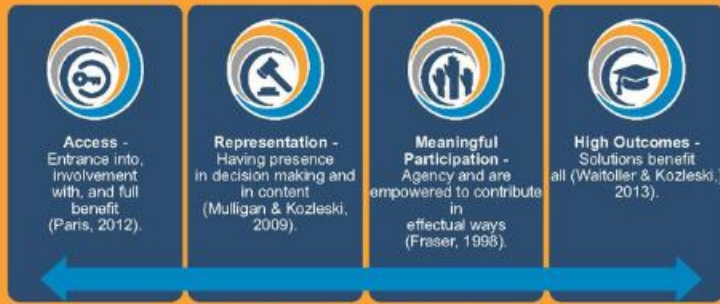 Access -
Entrance into,
involvement
with, and full
benefit
(Paris, 2012).
Representation -
Having presence
in decision making and
in content
(Mulligan & Kozleski,
2009).
Meaningful
Participation -
Agency and are
empowered to contribute
in
effectual ways
(Fraser, 1998).
High Outcomes -
Solutions benefit
all (Waitoller & Kozleski,
2013).